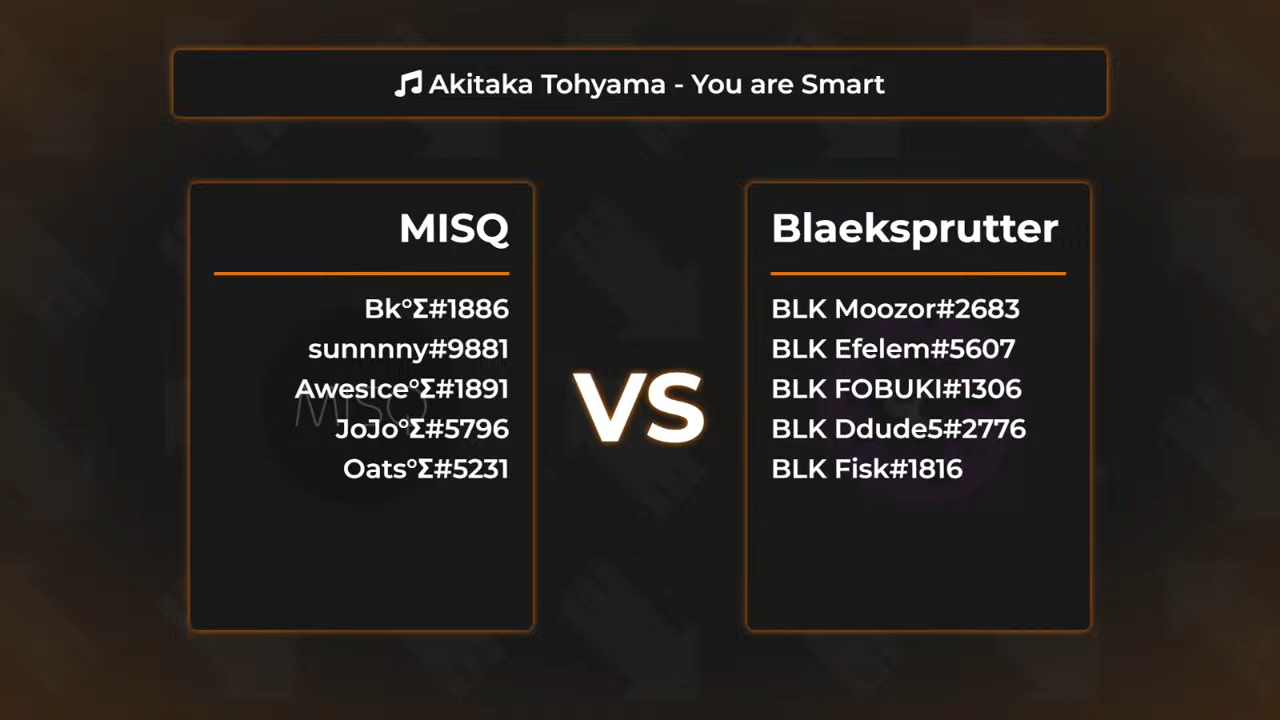 ♫ Akitaka Tohyama - You are Smart
MISQ
Bk°Σ#1886
sunnnny#9881
AwesIce°Σ#1891
JoJo°Σ#5796
Oats°Σ#5231
MISQ
VS
Blaeksprutter
BLK Moozor#2683
BLK Efelem#5607
BLK FOBUKI#1306
BLK Ddude5#2776
BLK Fisk#1816